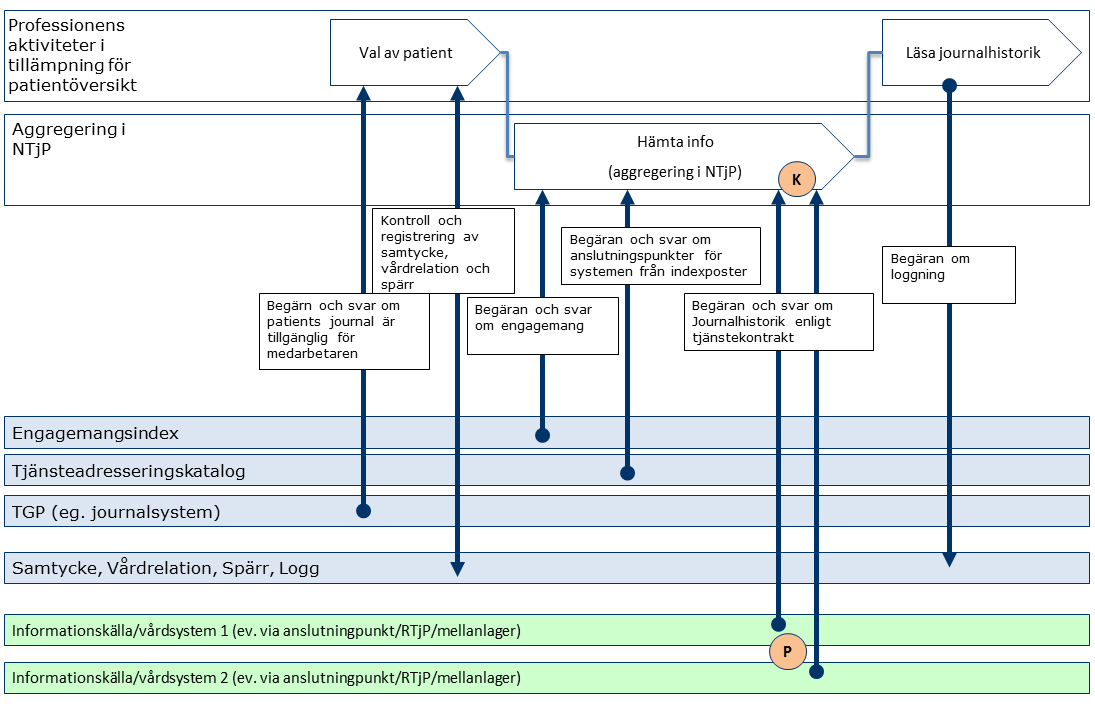 Professionens
aktiviteter i
tillämpning för
patientöversikt
Val av patient
Läsa journalhistorik
Aggregering i
NTjP
Hämta info
(aggregering i NTjP)
K
Kontroll och
registrering av
samtycke,
vårdrelation och
spärr
Begäran och svar om
anslutningspunkter för
systemen från indexposter
Begäran om
loggning
Begärn och svar om
patients journal är
tillgänglig för
medarbetaren
Begäran och svar
om engagemang
Begäran och svar om
Journalhistorik enligt
tjänstekontrakt
Engagemangsindex
Tjänsteadresseringskatalog
TGP (eg. journalsystem)
Samtycke, Vårdrelation, Spärr, Logg
Informationskälla/vårdsystem 1 (ev. via anslutningpunkt/RTjP/mellanlager)
P
Informationskälla/vårdsystem 2 (ev. via anslutningpunkt/RTjP/mellanlager)